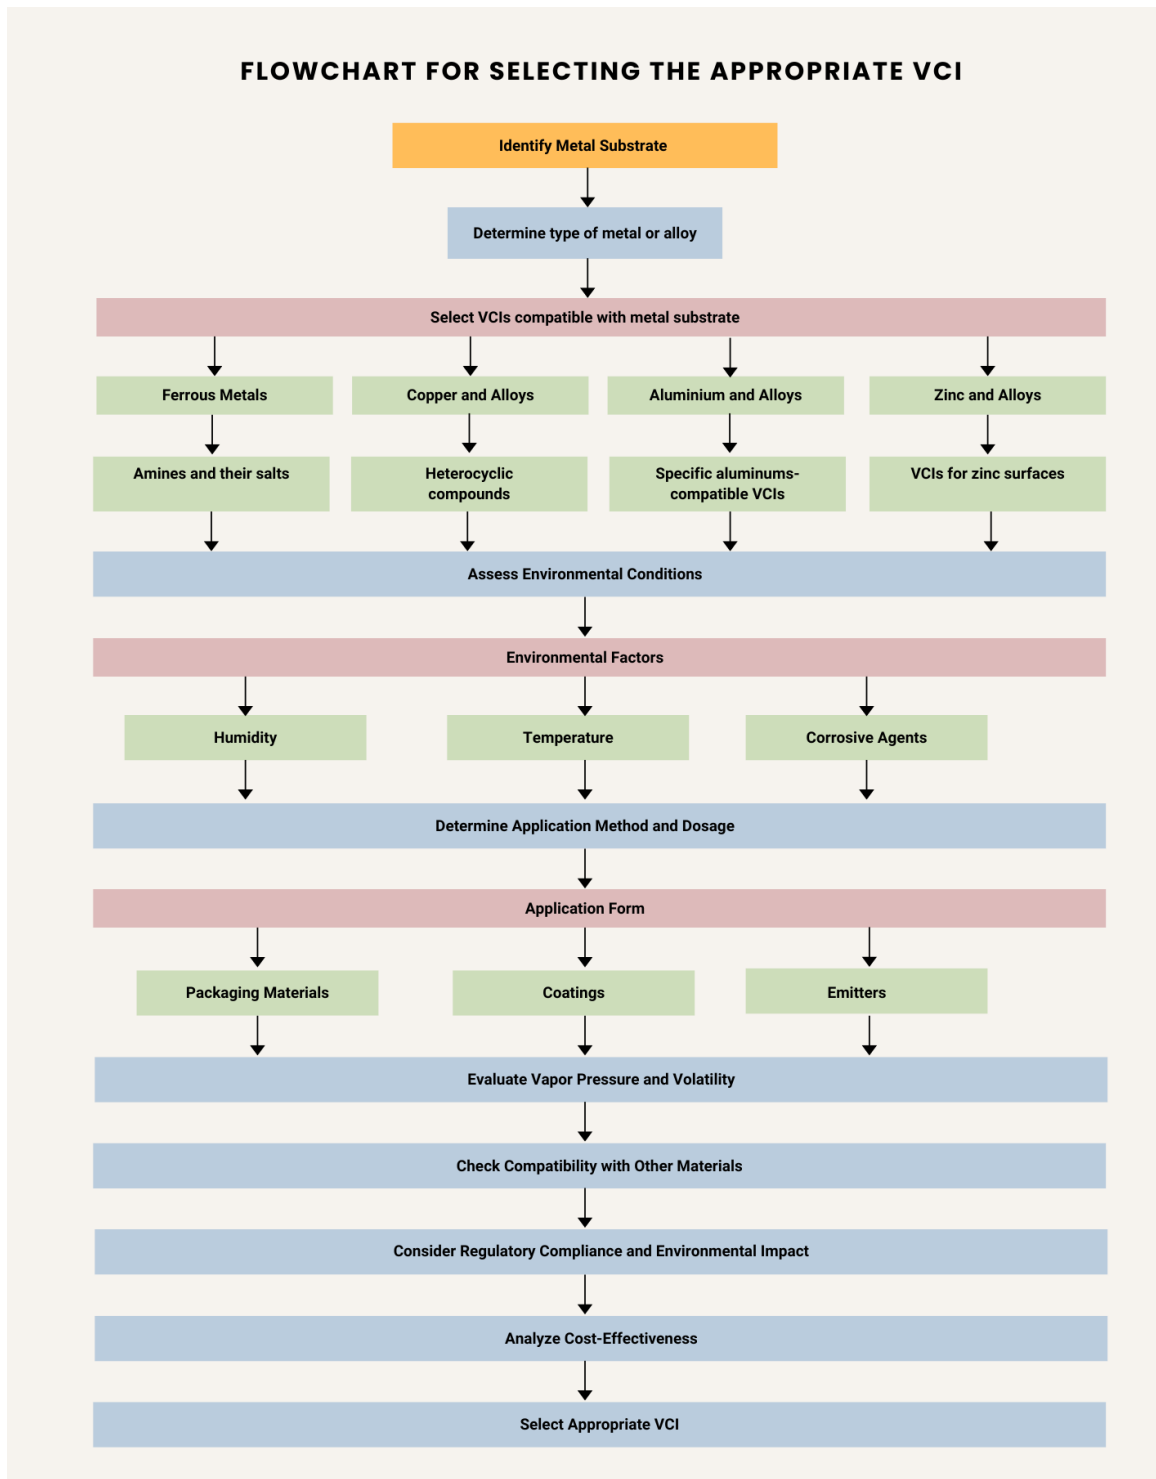 FLOWCHART FOR SELECTING THE APPROPRIATE VCI
Identify Metal Substrate
Determine type of metal or alloy
Select VCIs compatible with metal substrate
Ferrous Metals
Copper and Alloys
Aluminium and Alloys
Zinc and Alloys
Amines and their salts
Heterocyclic
compounds
Specific aluminums-
compatible VCIs
VCIs for zinc surfaces
Assess Environmental Conditions
Environmental Factors
Humidity
Temperature
Corrosive Agents
Determine Application Method and Dosage
Application Form
Packaging Materials
Coatings
Emitters
Evaluate Vapor Pressure and Volatility
Check Compatibility with Other Materials
Consider Regulatory Compliance and Environmental Impact
Analyze Cost-Effectiveness
Select Appropriate VCI